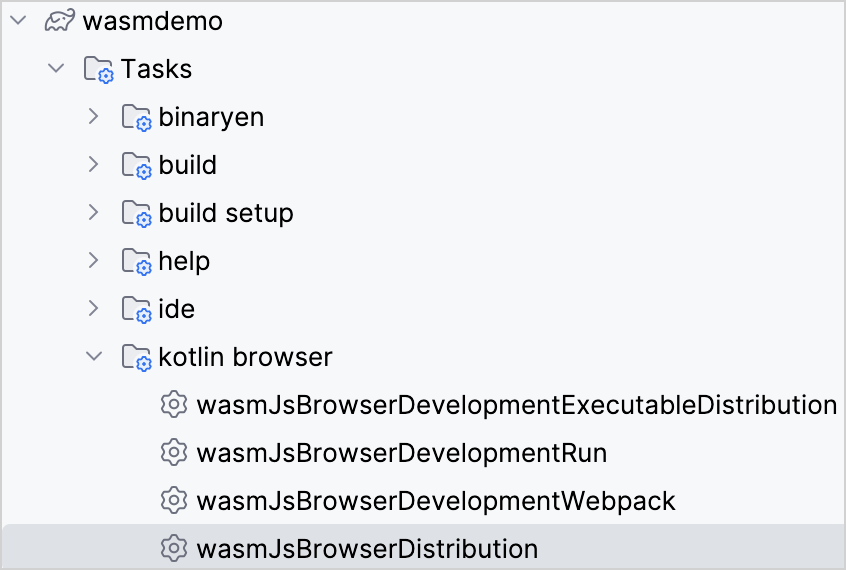 wasmdemo
Tasks
binaryen
build
build setup
help
ide
kotlin browser
wasmJsBrowserDevelopmentExecutableDistribution
wasmJsBrowserDevelopmentRun
wasmJsBrowserDevelopmentWebpack
wasmJsBrowserDistribution